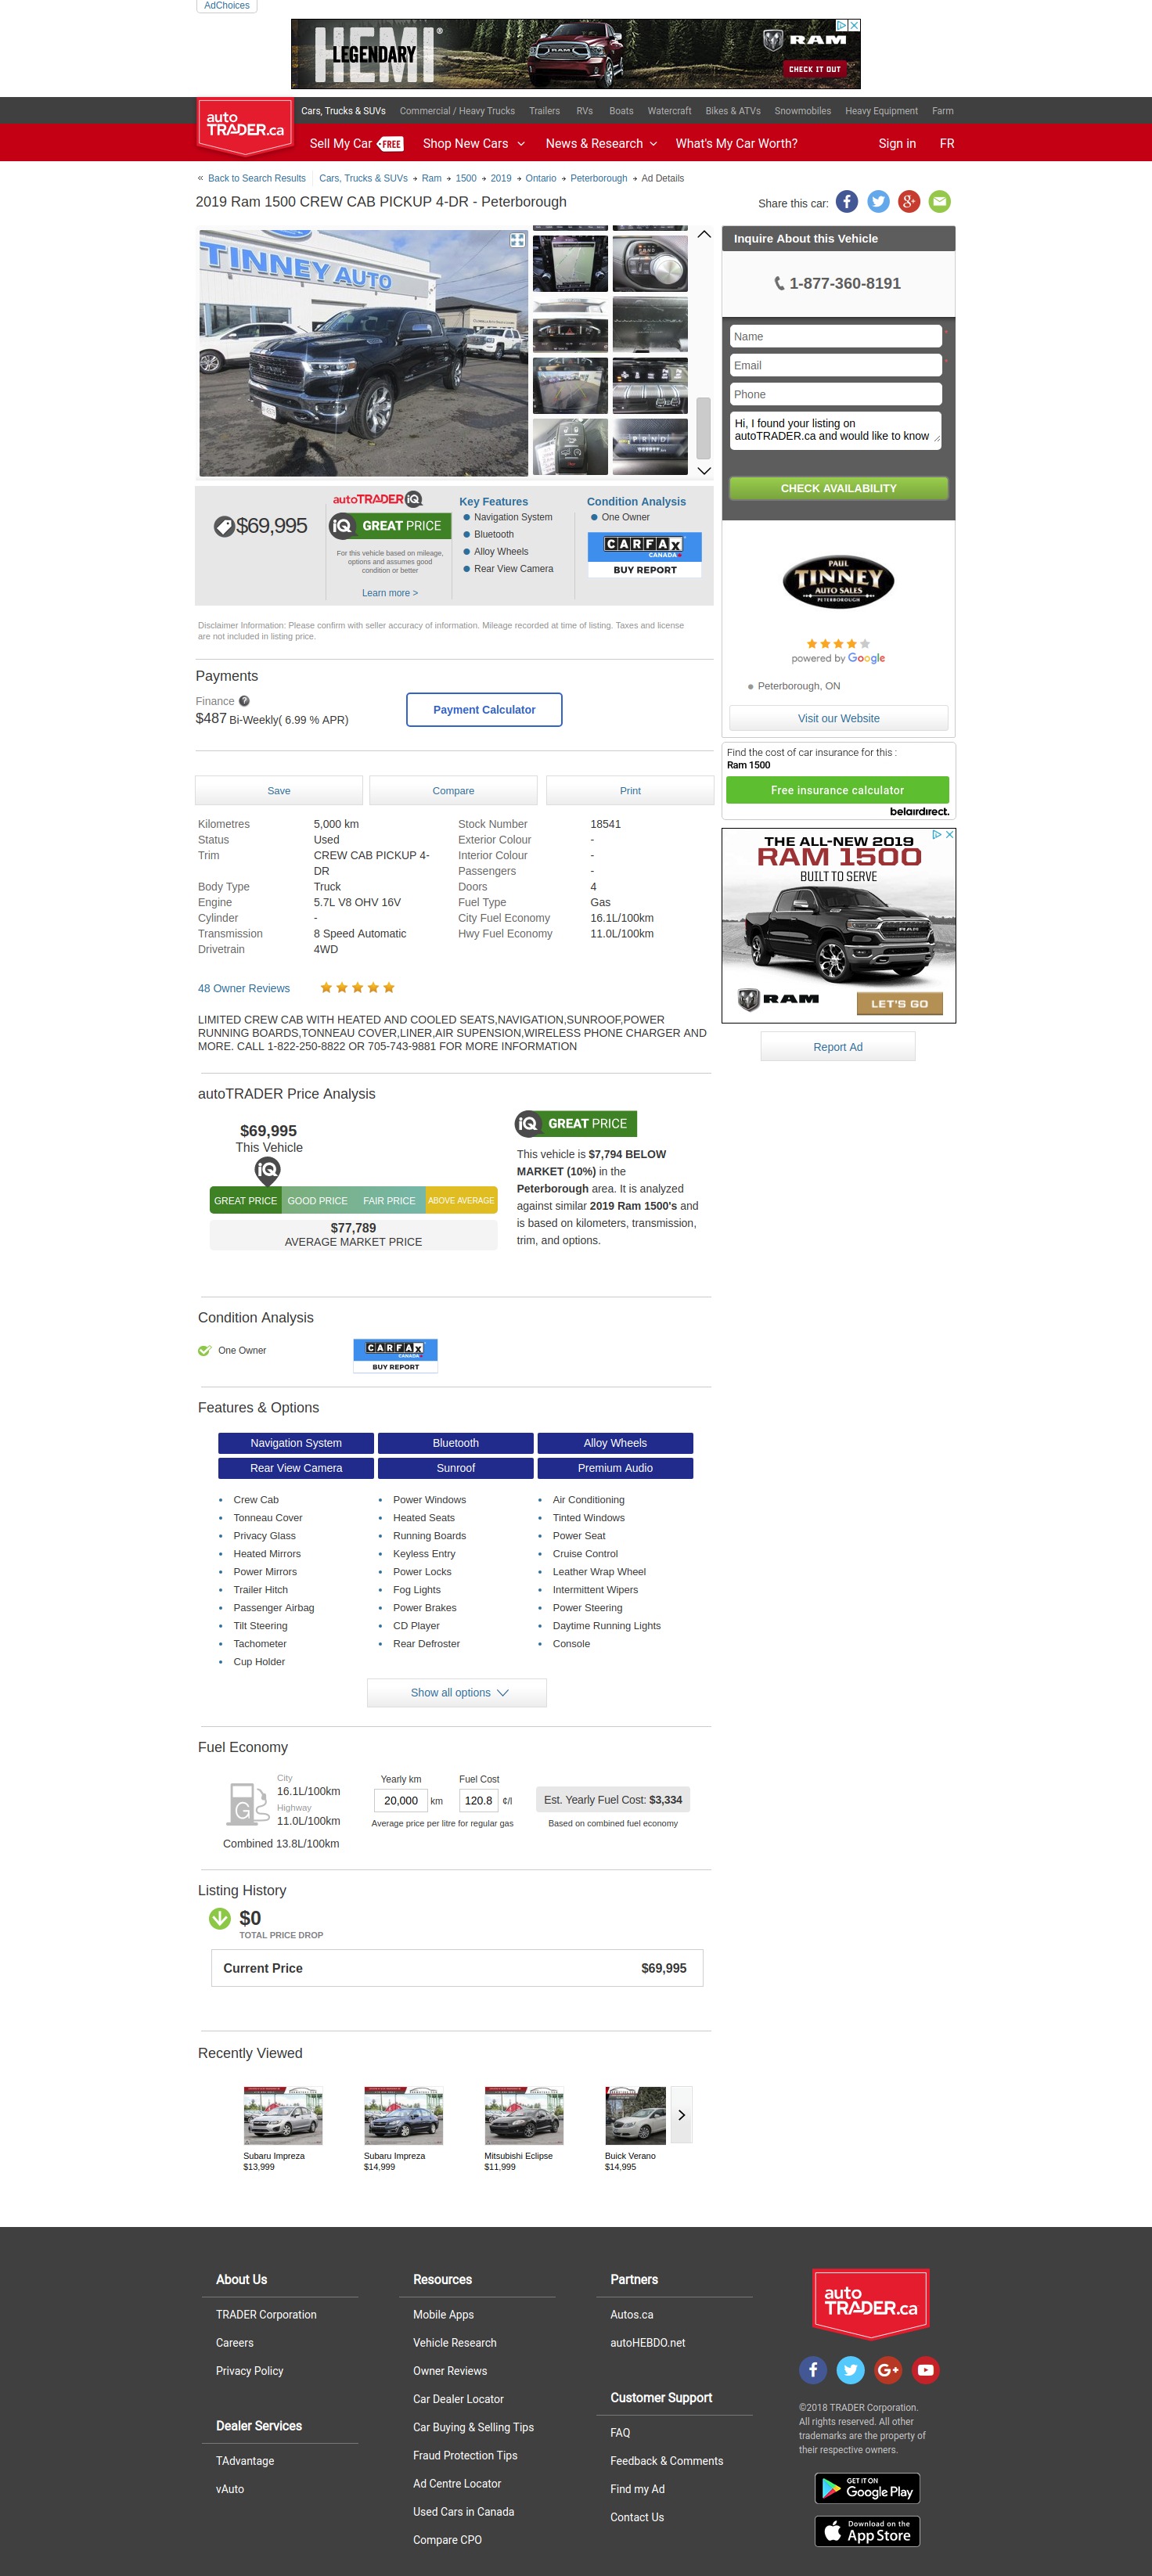 AdChoices
HEMI®
LEGENDARY
RAM
CHECK IT OUT
auto
TRADER.ca
Cars, Trucks & SUVs Commercial / Heavy Trucks Trailers RVs Boats Watercraft Bikes & ATVs Snowmobiles Heavy Equipment Farm
Sell My Car FREE Shop New Cars News & Research What's My Car Worth? Sign in FR
« Back to Search Results Cars, Trucks & SUVs Ram 1500 2019 Ontario Peterborough Ad Details
2019 Ram 1500 CREW CAB PICKUP 4-DR - Peterborough
Share this car:
TINNEY AUTO
Inquire About this Vehicle
1-877-360-8191
Name
Email
Phone
Hi, I found your listing on
autoTRADER.ca and would like to know
CHECK AVAILABILITY
$69,995
autoTRADER iQ
iQ GREAT PRICE
For this vehicle based on mileage,
options and assumes good
condition or better
Learn more >
Key Features
Navigation System
Bluetooth
Alloy Wheels
Rear View Camera
Condition Analysis
One Owner
CARFAX
CANADA
BUY REPORT
PAUL
TINNEY
AUTO SALES
PETERBOROUGH
powered by Google
Peterborough, ON
Visit our Website
Disclaimer Information: Please confirm with seller accuracy of information. Mileage recorded at time of listing. Taxes and license
are not included in listing price.
Payments
Finance ?
$487 Bi-Weekly( 6.99 % APR)
Payment Calculator
Find the cost of car insurance for this :
Ram 1500
Free insurance calculator
belairdirect.
Save Compare Print
Kilometres 5,000 km Stock Number 18541
Status Used Exterior Colour -
Trim CREW CAB PICKUP 4- Interior Colour -
DR Passengers -
Body Type Truck Doors 4
Engine 5.7L V8 OHV 16V Fuel Type Gas
Cylinder - City Fuel Economy 16.1L/100km
Transmission 8 Speed Automatic Hwy Fuel Economy 11.0L/100km
Drivetrain 4WD
THE ALL-NEW 2019
RAM 1500
BUILT TO SERVE
RAM
LET'S GO
Report Ad
48 Owner Reviews
LIMITED CREW CAB WITH HEATED AND COOLED SEATS,NAVIGATION,SUNROOF,POWER
RUNNING BOARDS,TONNEAU COVER,LINER,AIR SUPENSION,WIRELESS PHONE CHARGER AND
MORE. CALL 1-822-250-8822 OR 705-743-9881 FOR MORE INFORMATION
autoTRADER Price Analysis
$69,995
This Vehicle
iQ
GREAT PRICE GOOD PRICE FAIR PRICE ABOVE AVERAGE
$77,789
AVERAGE MARKET PRICE
iQ GREAT PRICE
This vehicle is $7,794 BELOW
MARKET (10%) in the
Peterborough area. It is analyzed
against similar 2019 Ram 1500's and
is based on kilometers, transmission,
trim, and options.
Condition Analysis
One Owner
CARFAX
CANADA
BUY REPORT
Features & Options
Navigation System Bluetooth Alloy Wheels
Rear View Camera Sunroof Premium Audio
Crew Cab Power Windows Air Conditioning
Tonneau Cover Heated Seats Tinted Windows
Privacy Glass Running Boards Power Seat
Heated Mirrors Keyless Entry Cruise Control
Power Mirrors Power Locks Leather Wrap Wheel
Trailer Hitch Fog Lights Intermittent Wipers
Passenger Airbag Power Brakes Power Steering
Tilt Steering CD Player Daytime Running Lights
Tachometer Rear Defroster Console
Cup Holder
Show all options
Fuel Economy
G
City
16.1L/100km
Highway
11.0L/100km
Combined 13.8L/100km
Yearly km Fuel Cost
20,000 km 120.8 ¢/l
Average price per litre for regular gas
Est. Yearly Fuel Cost: $3,334
Based on combined fuel economy
Listing History
$0
TOTAL PRICE DROP
Current Price $69,995
Recently Viewed
Subaru Impreza Subaru Impreza Mitsubishi Eclipse Buick Verano
$13,999 $14,999 $11,999 $14,995
About Us
TRADER Corporation
Careers
Privacy Policy
Dealer Services
TAdvantage
vAuto
Resources
Mobile Apps
Vehicle Research
Owner Reviews
Car Dealer Locator
Car Buying & Selling Tips
Fraud Protection Tips
Ad Centre Locator
Used Cars in Canada
Compare CPO
Partners
Autos.ca
autoHEBDO.net
Customer Support
FAQ
Feedback & Comments
Find my Ad
Contact Us
auto
TRADER.ca
©2018 TRADER Corporation.
All rights reserved. All other
trademarks are the property of
their respective owners.
GET IT ON
Google Play
Download on the
App Store